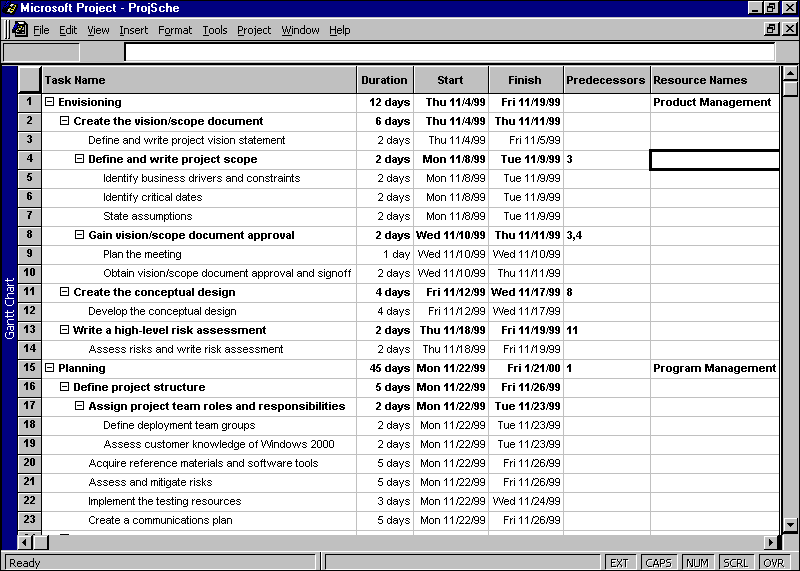 Microsoft Project - ProjSche
File Edit View Insert Format Tools Project Window Help
Task Name Duration Start Finish Predecessors Resource Names
1 Envisioning 12 days Thu 11/4/99 Fri 11/19/99 Product Management
2 Create the vision/scope document 6 days Thu 11/4/99 Thu 11/11/99
3 Define and write project vision statement 2 days Thu 11/4/99 Fri 11/5/99
4 Define and write project scope 2 days Mon 11/8/99 Tue 11/9/99 3
5 Identify business drivers and constraints 2 days Mon 11/8/99 Tue 11/9/99
6 Identify critical dates 2 days Mon 11/8/99 Tue 11/9/99
7 State assumptions 2 days Mon 11/8/99 Tue 11/9/99
8 Gain vision/scope document approval 2 days Wed 11/10/99 Thu 11/11/99 3,4
9 Plan the meeting 1 day Wed 11/10/99 Wed 11/10/99
10 Obtain vision/scope document approval and signoff 2 days Wed 11/10/99 Thu 11/11/99
11 Create the conceptual design 4 days Fri 11/12/99 Wed 11/17/99 8
12 Develop the conceptual design 4 days Fri 11/12/99 Wed 11/17/99
13 Write a high-level risk assessment 2 days Thu 11/18/99 Fri 11/19/99 11
14 Assess risks and write risk assessment 2 days Thu 11/18/99 Fri 11/19/99
15 Planning 45 days Mon 11/22/99 Fri 1/21/00 1 Program Management
16 Define project structure 5 days Mon 11/22/99 Fri 11/26/99
17 Assign project team roles and responsibilities 2 days Mon 11/22/99 Tue 11/23/99
18 Define deployment team groups 2 days Mon 11/22/99 Tue 11/23/99
19 Assess customer knowledge of Windows 2000 2 days Mon 11/22/99 Tue 11/23/99
20 Acquire reference materials and software tools 5 days Mon 11/22/99 Fri 11/26/99
21 Assess and mitigate risks 5 days Mon 11/22/99 Fri 11/26/99
22 Implement the testing resources 3 days Mon 11/22/99 Wed 11/24/99
23 Create a communications plan 5 days Mon 11/22/99 Fri 11/26/99
Gantt Chart
Ready EXT CAPS NUM SCRL OVR